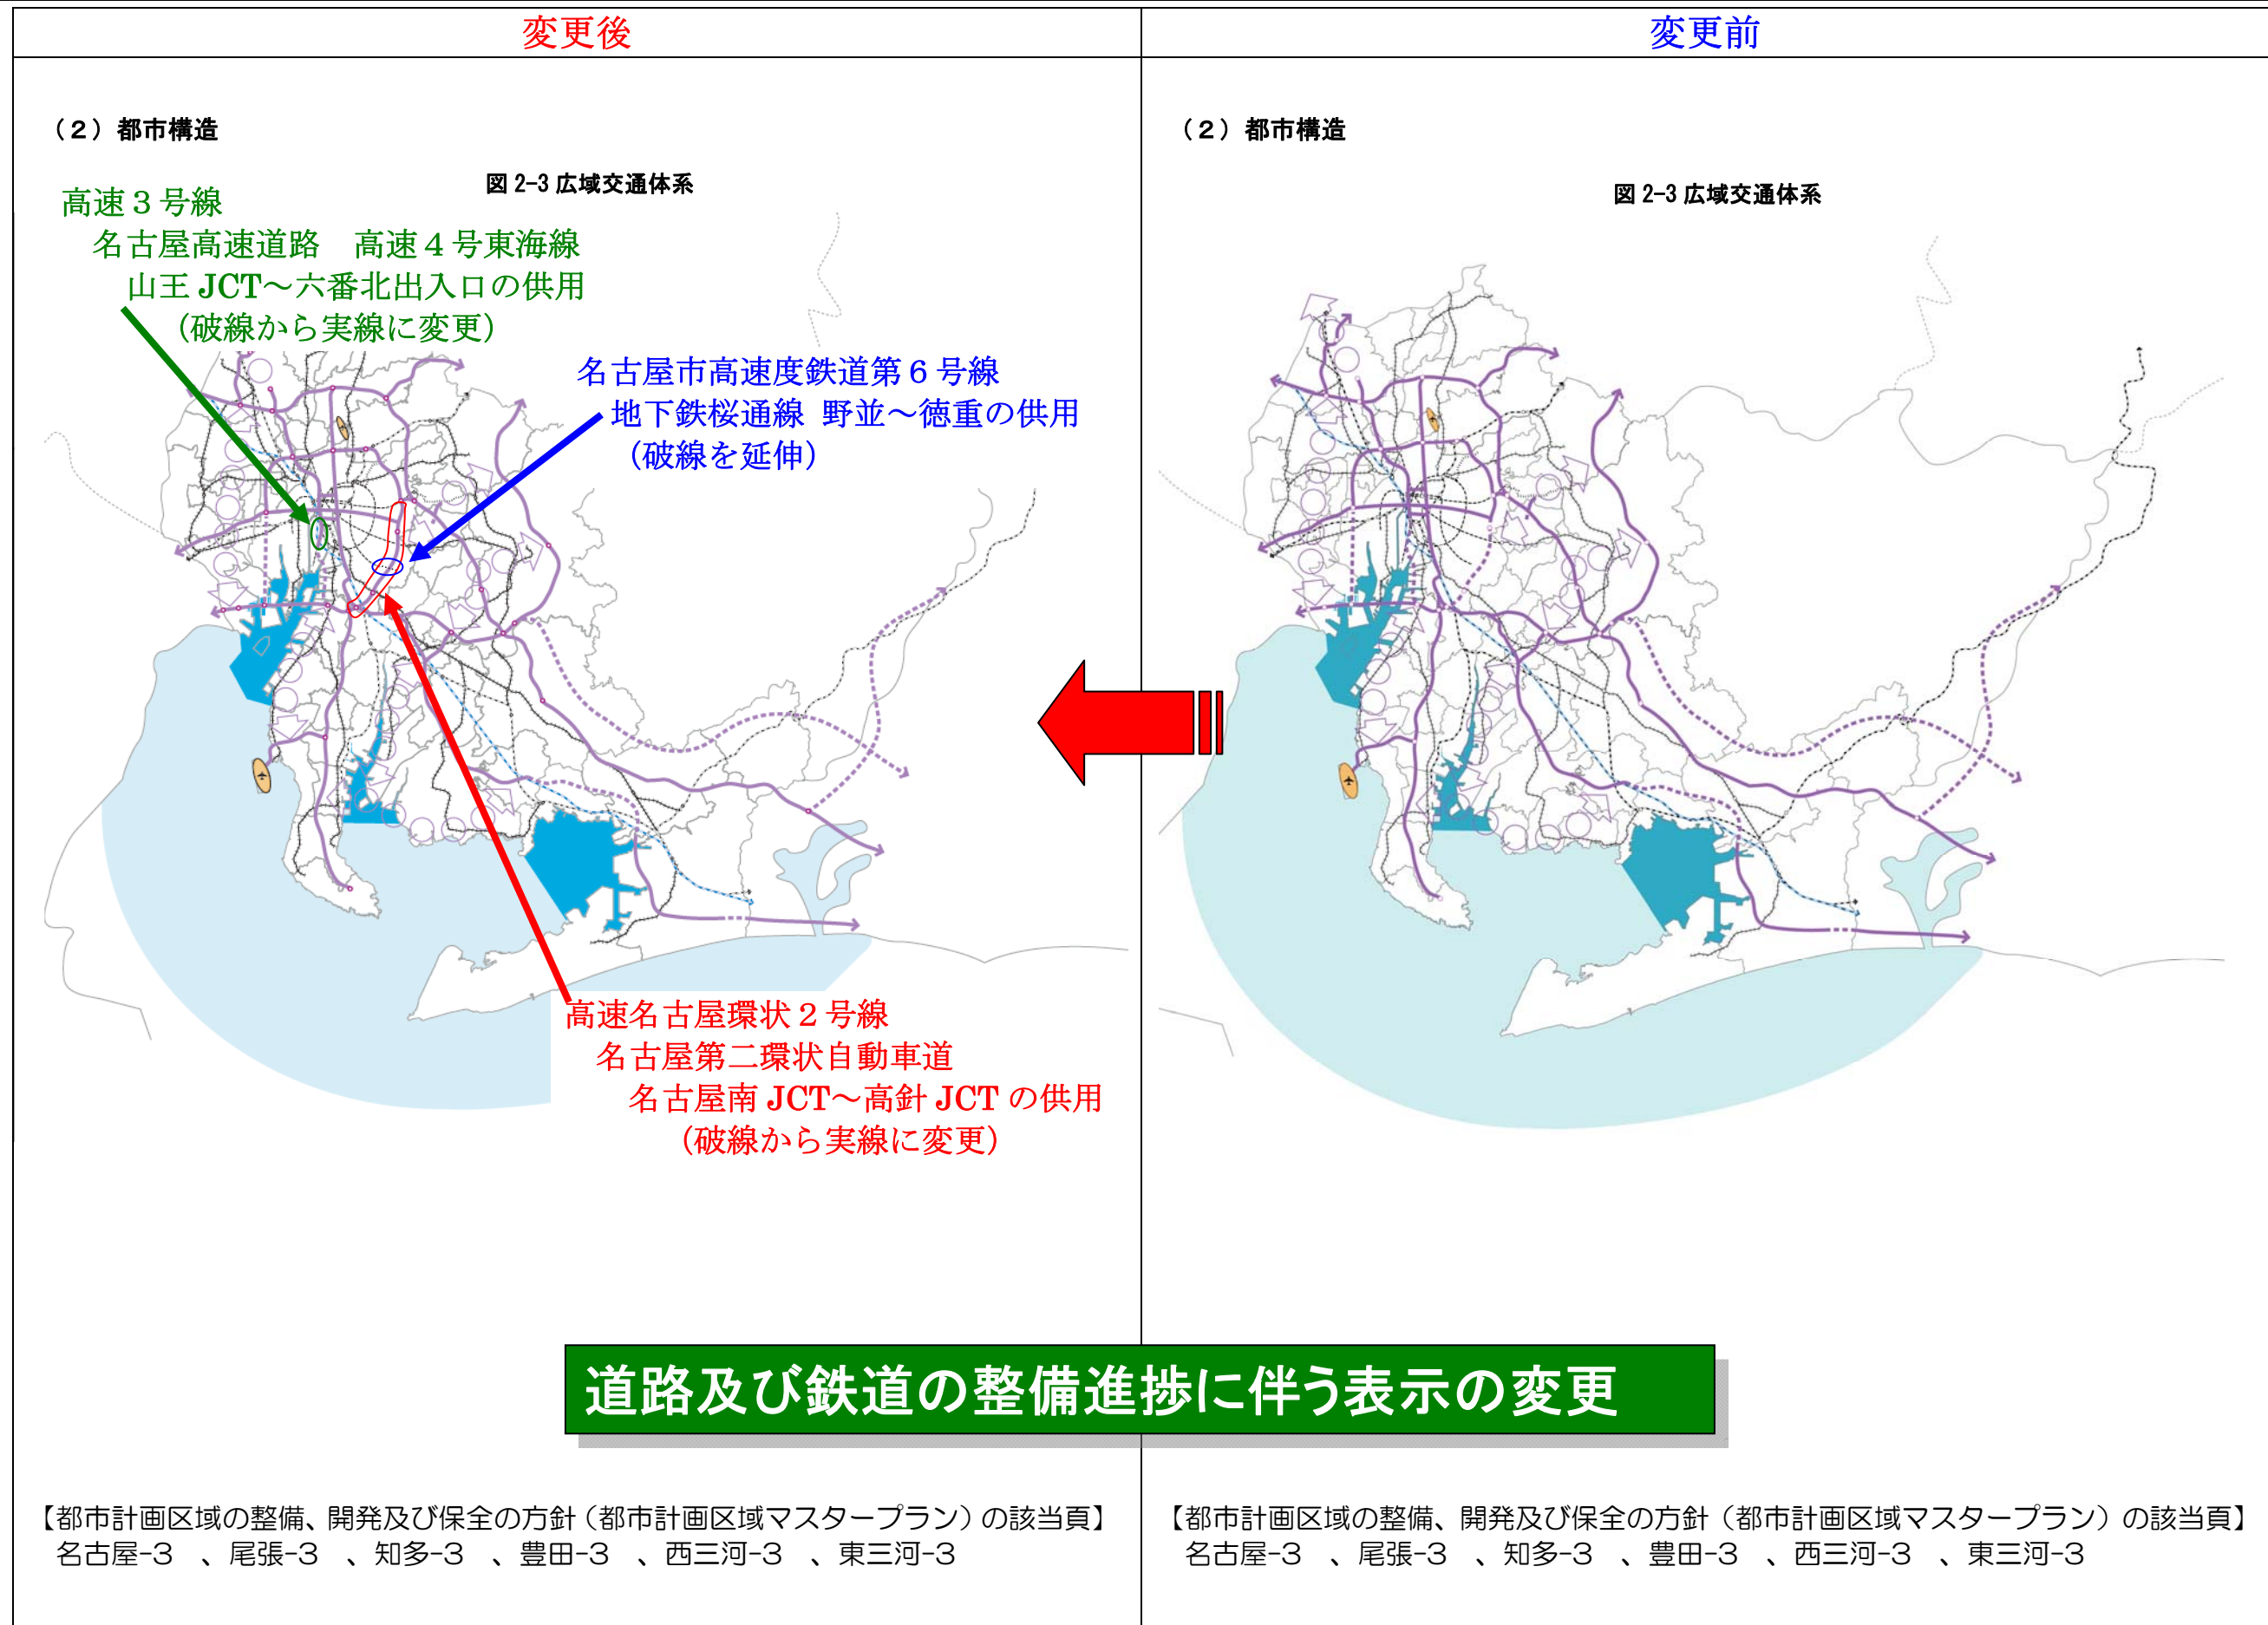 変更後
変更前
（２）都市構造
図 2-3 広域交通体系
高速３号線
名古屋高速道路　高速４号東海線
山王 JCT～六番北出入口の供用
（破線から実線に変更）
名古屋市高速度鉄道第６号線
地下鉄桜通線 野並～徳重の供用
（破線を延伸）
高速名古屋環状２号線
名古屋第二環状自動車道
名古屋南 JCT～高針 JCT の供用
（破線から実線に変更）
（２）都市構造
図 2-3 広域交通体系
道路及び鉄道の整備進捗に伴う表示の変更
【都市計画区域の整備、開発及び保全の方針（都市計画区域マスタープラン）の該当頁】
名古屋-3　、尾張-3　、知多-3　、豊田-3　、西三河-3　、東三河-3
【都市計画区域の整備、開発及び保全の方針（都市計画区域マスタープラン）の該当頁】
名古屋-3　、尾張-3　、知多-3　、豊田-3　、西三河-3　、東三河-3